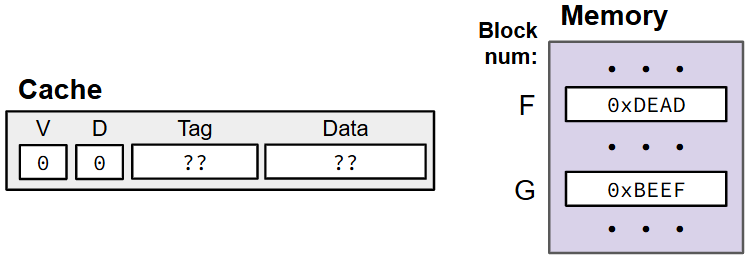 Memory
Block
num:
. . .
Cache
F 0xDEAD
V D Tag Data
. . .
0 0 ?? ??
G 0xBEEF
. . .